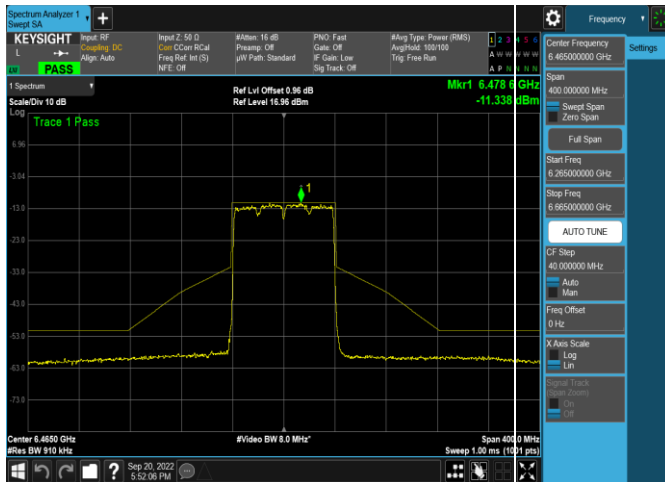 Spectrum Analyzer 1
Swept SA
Frequency
KEYSIGHT
Input: RF
Coupling: DC
Align: Auto
Input Z: 50 Ω
Corr CCorr RCal
Freq Ref: Int (S)
NFE: Off
#Atten: 16 dB
Preamp: Off
µW Path: Standard
PNO: Fast
Gate: Off
IF Gain: Low
Sig Track: Off
#Avg Type: Power (RMS)
Avg|Hold: 100/100
Trig: Free Run
1 2 3 4 5 6
A W W W W W
A P N N N N
L
PASS
1 Spectrum
Scale/Div 10 dB
Log
Ref Lvl Offset 0.96 dB
Ref Level 16.96 dBm
Mkr1 6.478 6 GHz
-11.338 dBm
Trace 1 Pass
1
6.96
-3.04
-13.0
-23.0
-33.0
-43.0
-53.0
-63.0
-73.0
Center 6.4650 GHz
#Res BW 910 kHz
#Video BW 8.0 MHz*
Span 400.0 MHz
Sweep 1.00 ms (1001 pts)
Sep 20, 2022
5:52:06 PM
Center Frequency
6.465000000 GHz
Settings
Span
400.000000 MHz
Swept Span
Zero Span
Full Span
Start Freq
6.265000000 GHz
Stop Freq
6.665000000 GHz
AUTO TUNE
CF Step
40.000000 MHz
Auto
Man
Freq Offset
0 Hz
X Axis Scale
Log
Lin
Signal Track
(Span Zoom)
On
Off